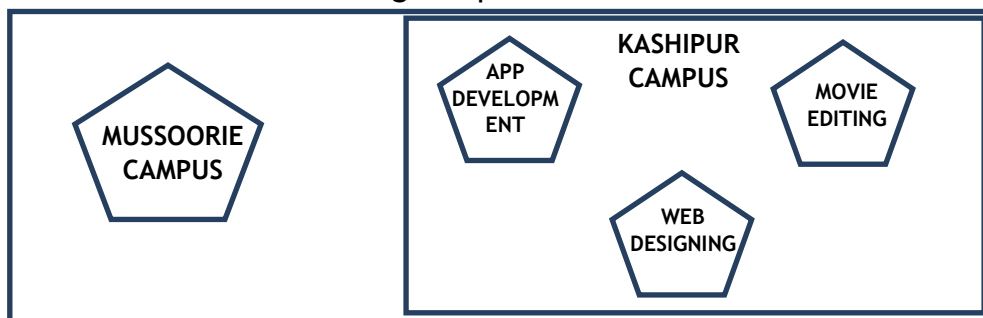 MUSSOORIE
CAMPUS
APP
DEVELOPM
ENT
KASHIPUR
CAMPUS
MOVIE
EDITING
WEB
DESIGNING